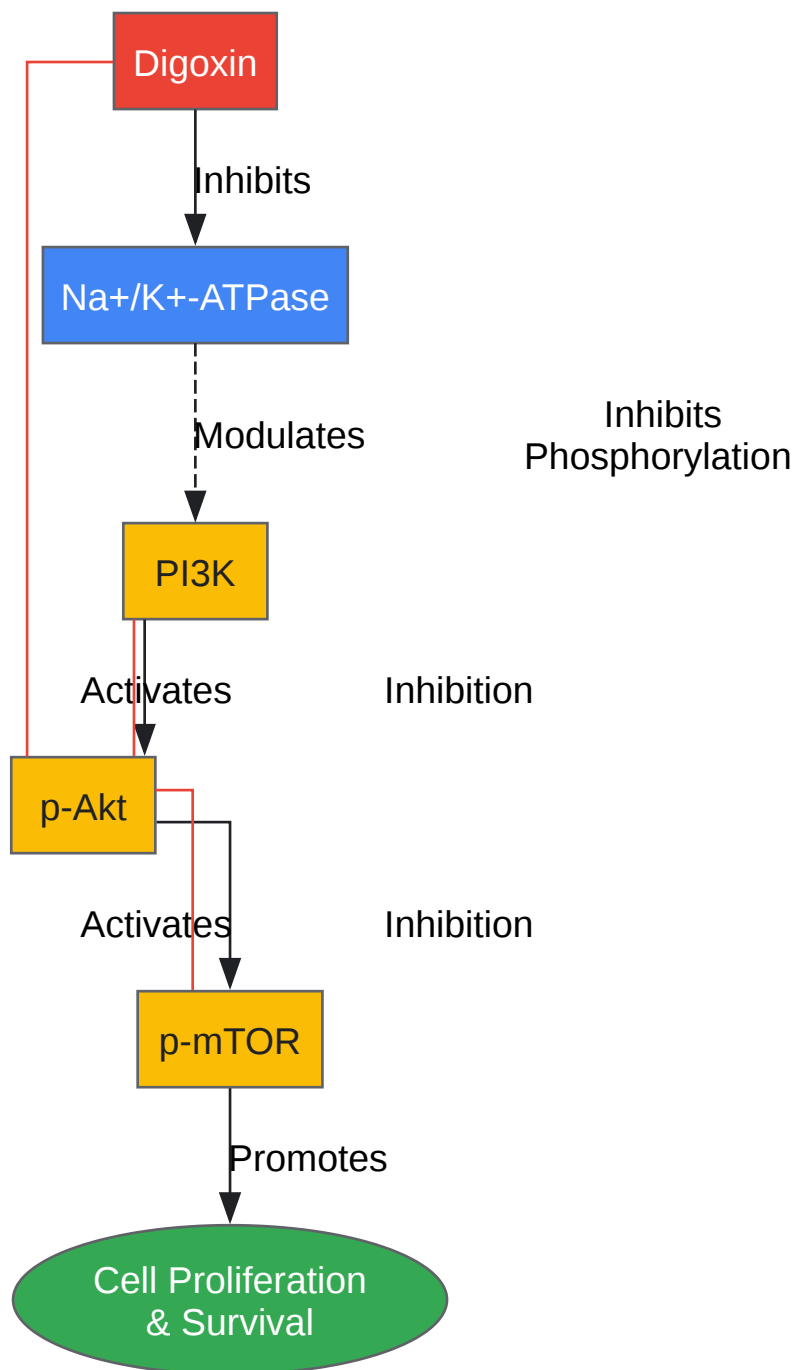 Digoxin
Inhibits
Na+/K+-ATPase
Modulates
Inhibits
Phosphorylation
PI3K
Activates
Inhibition
p-Akt
Activates
Inhibition
p-mTOR
Promotes
Cell Proliferation
& Survival